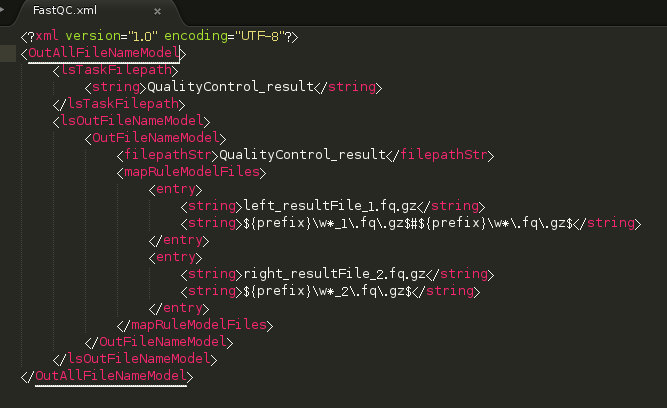 FastQC.xml ×
<?xml version="1.0" encoding="UTF-8"?>
<OutAllFileNameModel>
<lsTaskFilepath>
<string>QualityControl_result</string>
</lsTaskFilepath>
<lsOutFileNameModel>
<OutFileNameModel>
<filepathStr>QualityControl_result</filepathStr>
<mapRuleModelFiles>
<entry>
<string>left_resultFile_1.fq.gz</string>
<string>${prefix}\w*_1\.fq\.gz$#${prefix}\w*\.fq\.gz$</string>
</entry>
<entry>
<string>right_resultFile_2.fq.gz</string>
<string>${prefix}\w*_2\.fq\.gz$</string>
</entry>
</mapRuleModelFiles>
</OutFileNameModel>
</lsOutFileNameModel>
</OutAllFileNameModel>